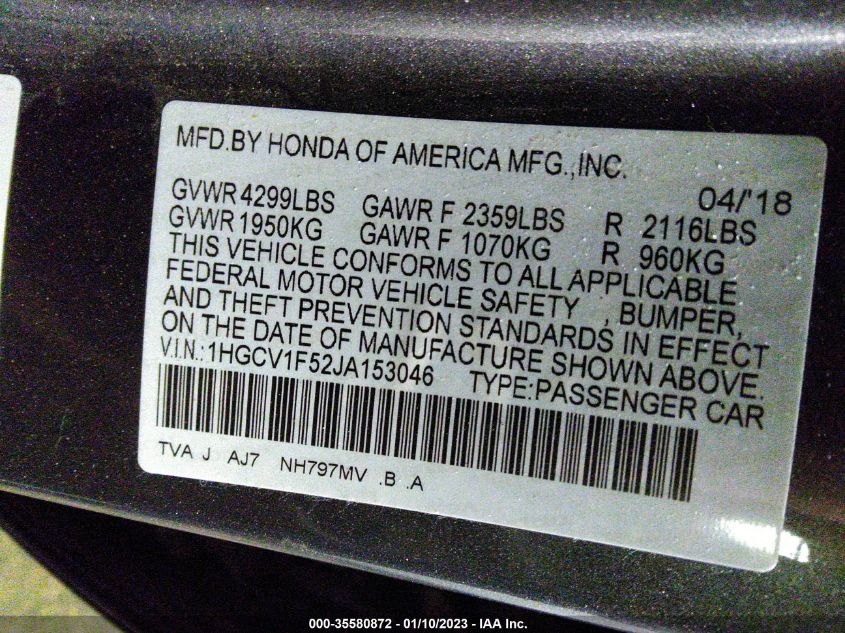 MFD.BY HONDA OF AMERICA MFG.,INC.
04/'18
GVWR 4299LBS GAWR F 2359LBS R 2116LBS
GVWR 1950KG GAWR F 1070KG R 960KG
THIS VEHICLE CONFORMS TO ALL APPLICABLE
FEDERAL MOTOR VEHICLE SAFETY , BUMPER,
AND THEFT PREVENTION STANDARDS IN EFFECT
ON THE DATE OF MANUFACTURE SHOWN ABOVE.
V.I.N.:1HGCV1F52JA153046 TYPE:PASSENGER CAR
TVA J AJ7 NH797MV .B .A
000-35580872 — 01/10/2023 - IAA Inc.